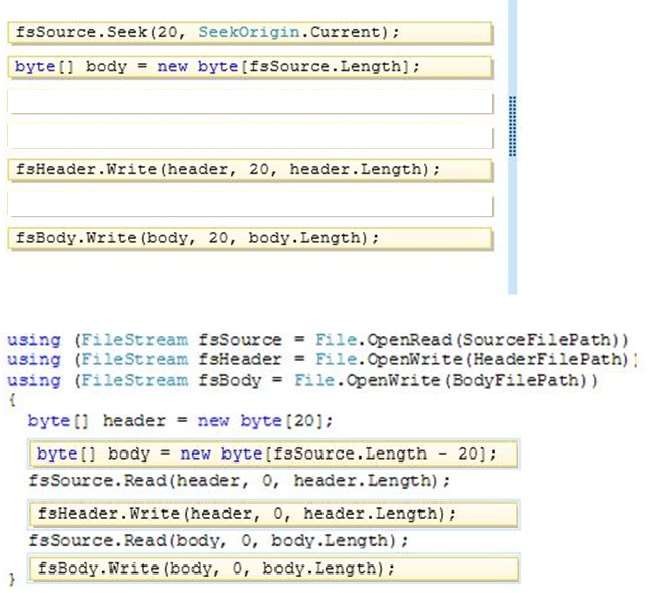 fsSource.Seek(20, SeekOrigin.Current);
byte[] body = new byte[fsSource.Length];
fsHeader.Write(header, 20, header.Length);
fsBody.Write(body, 20, body.Length);
using (FileStream fsSource = File.OpenRead(SourceFilePath))
using (FileStream fsHeader = File.OpenWrite(HeaderFilePath))
using (FileStream fsBody = File.OpenWrite(BodyFilePath))
{
byte[] header = new byte[20];
byte[] body = new byte[fsSource.Length - 20];
fsSource.Read(header, 0, header.Length);
fsHeader.Write(header, 0, header.Length);
fsSource.Read(body, 0, body.Length);
fsBody.Write(body, 0, body.Length);
}